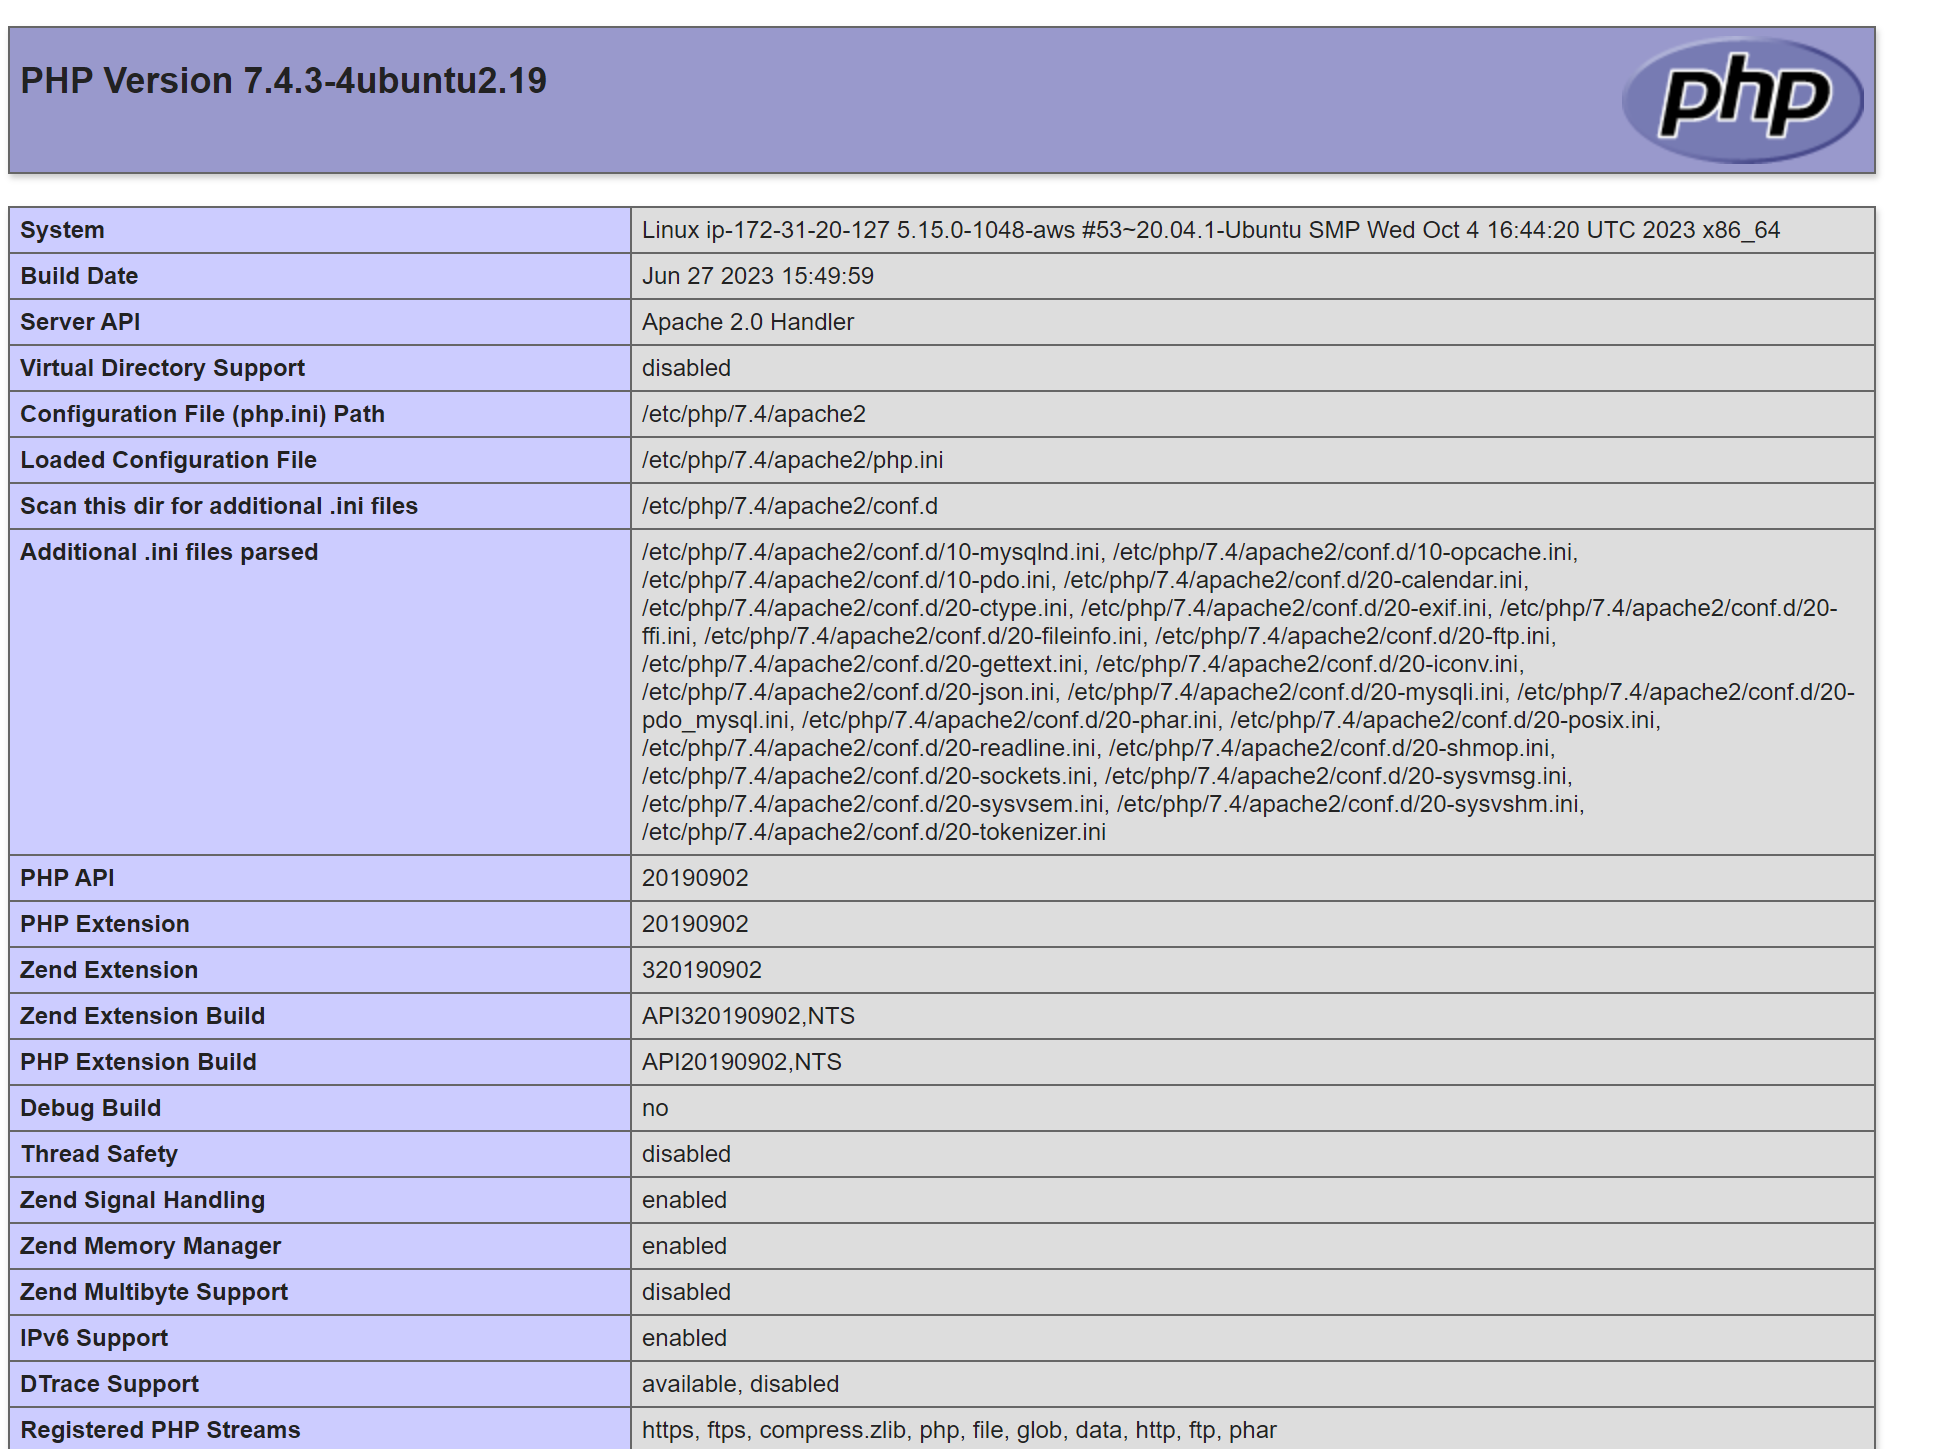 PHP Version 7.4.3-4ubuntu2.19
php
System
Linux ip-172-31-20-127 5.15.0-1048-aws #53~20.04.1-Ubuntu SMP Wed Oct 4 16:44:20 UTC 2023 x86_64
Build Date
Jun 27 2023 15:49:59
Server API
Apache 2.0 Handler
Virtual Directory Support
disabled
Configuration File (php.ini) Path
/etc/php/7.4/apache2
Loaded Configuration File
/etc/php/7.4/apache2/php.ini
Scan this dir for additional .ini files
/etc/php/7.4/apache2/conf.d
Additional .ini files parsed
/etc/php/7.4/apache2/conf.d/10-mysqlnd.ini, /etc/php/7.4/apache2/conf.d/10-opcache.ini,
/etc/php/7.4/apache2/conf.d/10-pdo.ini, /etc/php/7.4/apache2/conf.d/20-calendar.ini,
/etc/php/7.4/apache2/conf.d/20-ctype.ini, /etc/php/7.4/apache2/conf.d/20-exif.ini, /etc/php/7.4/apache2/conf.d/20-
ffi.ini, /etc/php/7.4/apache2/conf.d/20-fileinfo.ini, /etc/php/7.4/apache2/conf.d/20-ftp.ini,
/etc/php/7.4/apache2/conf.d/20-gettext.ini, /etc/php/7.4/apache2/conf.d/20-iconv.ini,
/etc/php/7.4/apache2/conf.d/20-json.ini, /etc/php/7.4/apache2/conf.d/20-mysqli.ini, /etc/php/7.4/apache2/conf.d/20-
pdo_mysql.ini, /etc/php/7.4/apache2/conf.d/20-phar.ini, /etc/php/7.4/apache2/conf.d/20-posix.ini,
/etc/php/7.4/apache2/conf.d/20-readline.ini, /etc/php/7.4/apache2/conf.d/20-shmop.ini,
/etc/php/7.4/apache2/conf.d/20-sockets.ini, /etc/php/7.4/apache2/conf.d/20-sysvmsg.ini,
/etc/php/7.4/apache2/conf.d/20-sysvsem.ini, /etc/php/7.4/apache2/conf.d/20-sysvshm.ini,
/etc/php/7.4/apache2/conf.d/20-tokenizer.ini
PHP API
20190902
PHP Extension
20190902
Zend Extension
320190902
Zend Extension Build
API320190902,NTS
PHP Extension Build
API20190902,NTS
Debug Build
no
Thread Safety
disabled
Zend Signal Handling
enabled
Zend Memory Manager
enabled
Zend Multibyte Support
disabled
IPv6 Support
enabled
DTrace Support
available, disabled
Registered PHP Streams
https, ftps, compress.zlib, php, file, glob, data, http, ftp, phar